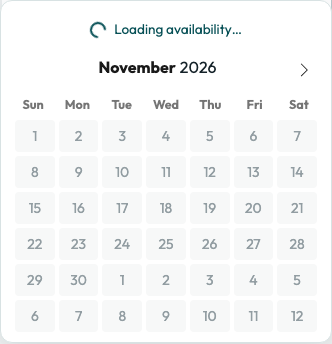 Loading availability...
November 2026
Sun Mon Tue Wed Thu Fri Sat
1 2 3 4 5 6 7
8 9 10 11 12 13 14
15 16 17 18 19 20 21
22 23 24 25 26 27 28
29 30 1 2 3 4 5
6 7 8 9 10 11 12